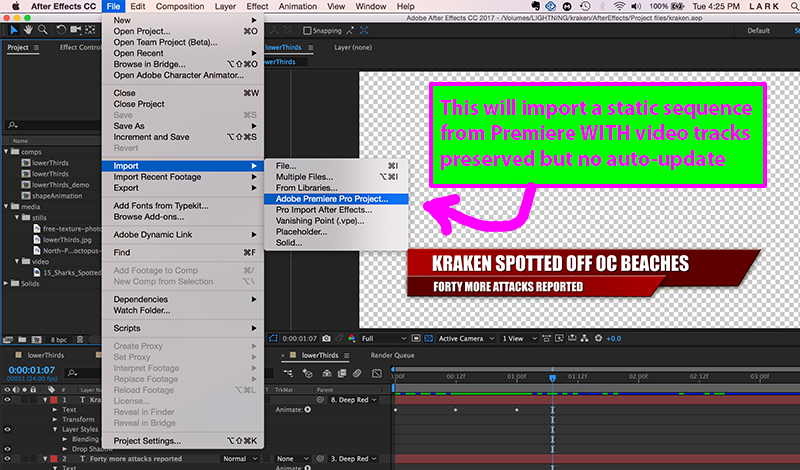 After Effects CC File Edit Composition Layer Effect Animation View Window 100% Tue 4:25 PM LARK
Adobe After Effects CC 2017 - /Volumes/LIGHTNING/kraken/AfterEffects/Project files/kraken.aep
Snapping Default
Project Effect Control lowerThirds Layer (none)
lowerThirds
New
Open Project... ⌘O
Open Team Project (Beta)...
Open Recent
Browse in Bridge... ⌥⇧⌘O
Open Adobe Character Animator...
Close ⌘W
Close Project
Save ⌘S
Save As
Increment and Save ⌥⇧⌘S
Revert
Import
Import Recent Footage
Export
Add Fonts from Typekit...
Browse Add-ons...
Adobe Dynamic Link
Find ⌘F
Add Footage to Comp ⌘/
New Comp from Selection ⌥\
Dependencies
Watch Folder...
Scripts
Create Proxy
Set Proxy
Interpret Footage
Replace Footage
Reload Footage ⌥⌘L
License...
Reveal in Finder
Reveal in Bridge
Project Settings... ⌥⇧⌘K
File... ⌘I
Multiple Files... ⌥⌘I
From Libraries...
Adobe Premiere Pro Project...
Pro Import After Effects...
Vanishing Point (.vpe)...
Placeholder...
Solid...
This will import a static sequence
from Premiere WITH video tracks
preserved but no auto-update
KRAKEN SPOTTED OFF OC BEACHES
FORTY MORE ATTACKS REPORTED
Name
comps
lowerThirds
lowerThirds
lowerThirds_demo
shapeAnimation
media
stills
free-texture-photo
lowerThirds.jpg
North-P...octopus-
video
15_Sharks_Spotted
Solids
8 bpc
0:00:01:07 Full Active Camera 1 View +0.0
lowerThirds lowerThirds Render Queue
0:00:01:07
00031 (24.00 fps)
# Layer Name TrkMat Parent
00 00:12f 01:00f 01:12f 02:00f 02:12f 03:00f
1 T Kra 8. Deep Red
Text Animate:
Transform
Layer Styles
Blending
Drop Shadow
2 T Forty more attacks reported Normal None 3. Deep Red
Text Animate: